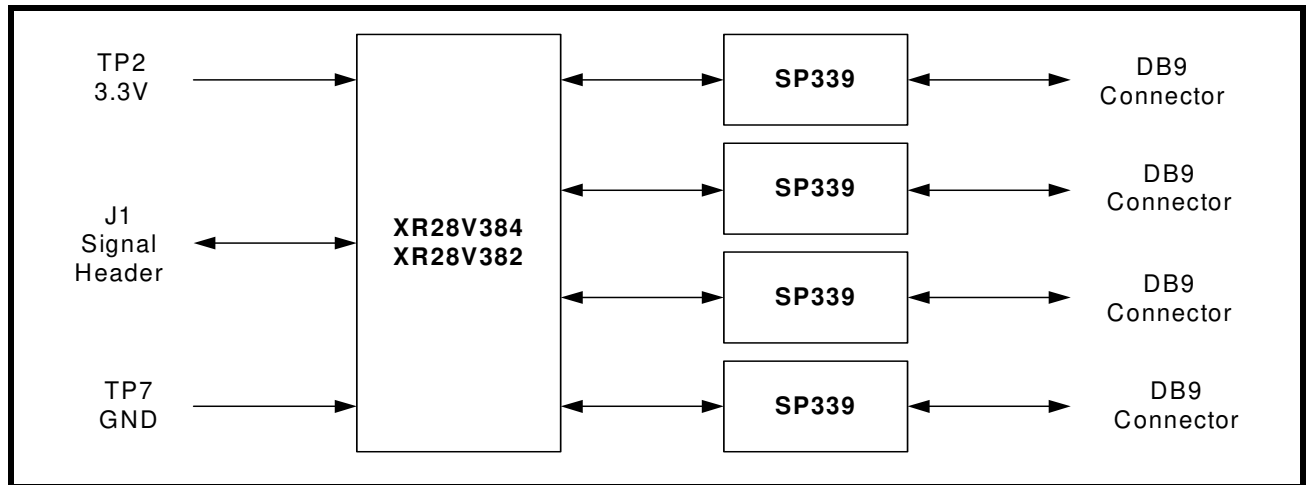 TP2
3.3V
J1
Signal
Header
TP7
GND
XR28V384
XR28V382
SP339
SP339
SP339
SP339
DB9
Connector
DB9
Connector
DB9
Connector
DB9
Connector